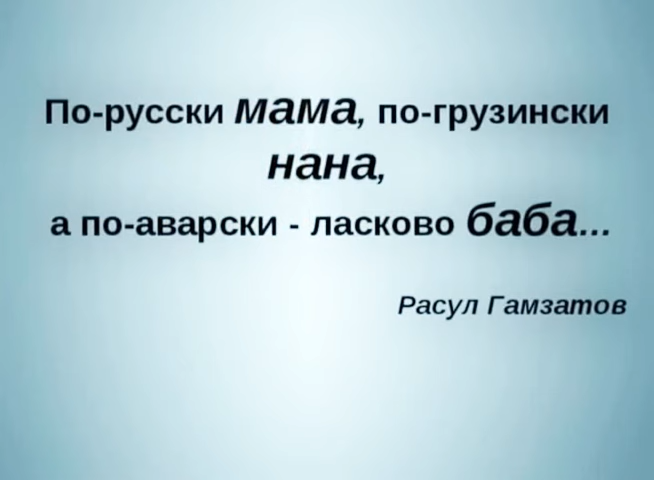 По-русски мама, по-грузински
нана,
а по-аварски - ласково баба...
Расул Гамзатов